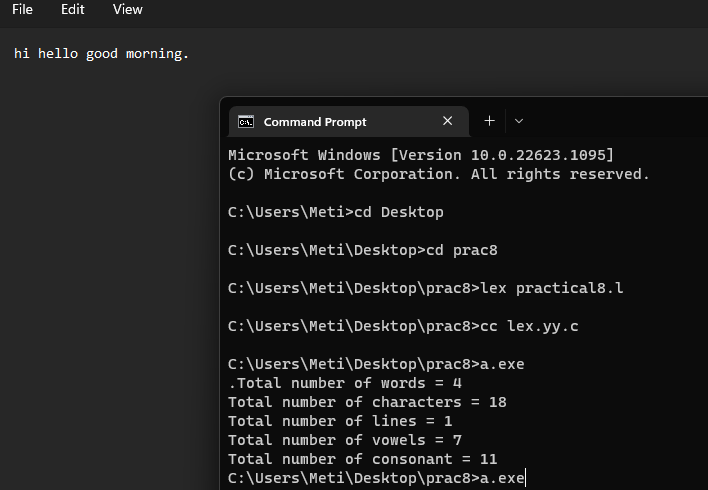 File Edit View
hi hello good morning.
Command Prompt
Microsoft Windows [Version 10.0.22623.1095]
(c) Microsoft Corporation. All rights reserved.
C:\Users\Meti>cd Desktop
C:\Users\Meti\Desktop>cd prac8
C:\Users\Meti\Desktop\prac8>lex practical8.l
C:\Users\Meti\Desktop\prac8>cc lex.yy.c
C:\Users\Meti\Desktop\prac8>a.exe
.Total number of words = 4
Total number of characters = 18
Total number of lines = 1
Total number of vowels = 7
Total number of consonant = 11
C:\Users\Meti\Desktop\prac8>a.exe